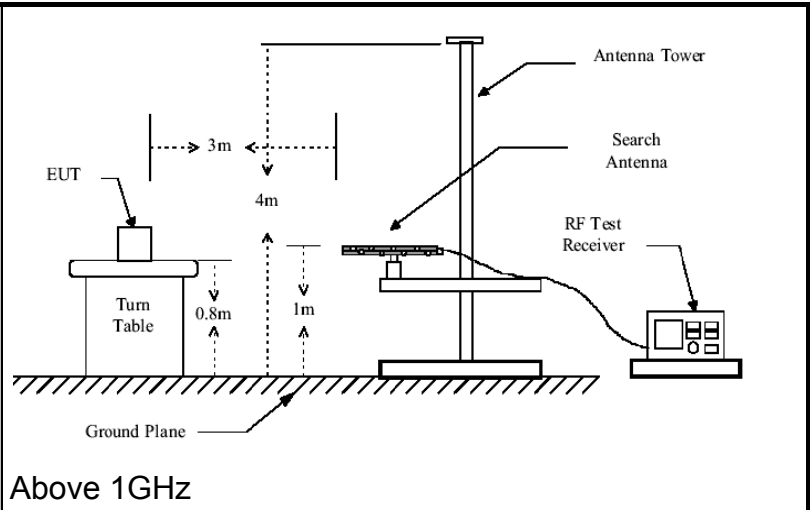 Antenna Tower
Search
Antenna
3m
EUT
4m
RF Test
Receiver
Turn
Table
0.8m
1m
Ground Plane
Above 1GHz